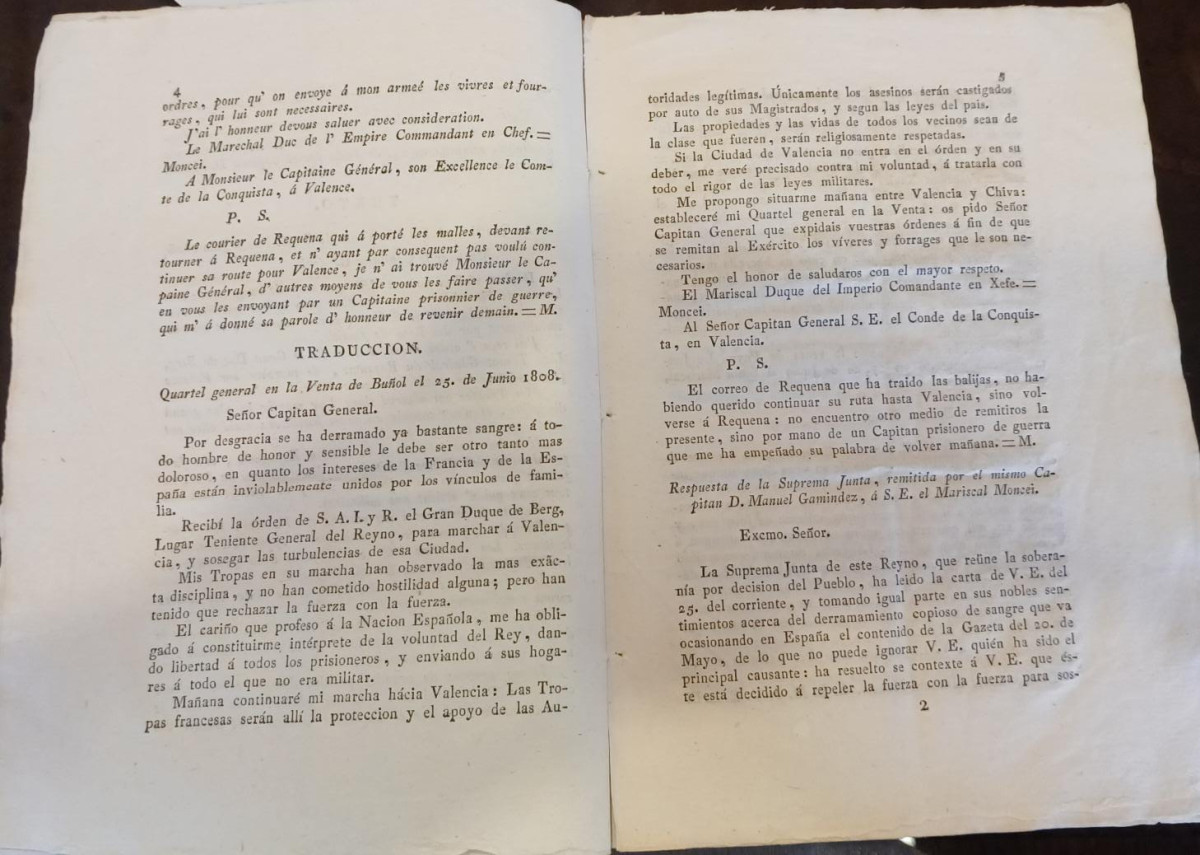 4
ordres, pour qu' on envoye á mon armeé les vivres et four-
rages, qui lui sont necessaires.
J'ai l' honneur devous saluer avec consideration.
Le Marechal Duc de l' Empire Commandant en Chef.=
Moncei.
A Monsieur le Capitaine Général, son Excellence le Com-
te de la Conquista, á Valence.
P. S.
Le courier de Requena qui á porté les malles, devant re-
tourner á Requena, et n' ayant par consequent pas voulú con-
tinuer sa route pour Valence, je n' ai trouvé Monsieur le Ca-
paine Général, d' autres moyens de vous les faire passer, qu'
en vous les envoyant par un Capitaine prisonnier de guerre,
qui m' á donné sa parole d' honneur de revenir demain.=M.
TRADUCCION.
Quartel general en la Venta de Buñol el 25. de Junio 1808.
Señor Capitan General.
Por desgracia se ha derramado ya bastante sangre: á to-
do hombre de honor y sensible le debe ser otro tanto mas
doloroso, en quanto los intereses de la Francia y de la Es-
paña están inviolablemente unidos por los vínculos de fami-
lia.
Recibí la órden de S. A. I. y R. el Gran Duque de Berg,
Lugar Teniente General del Reyno, para marchar á Valen-
cia, y sosegar las turbulencias de esa Ciudad.
Mis Tropas en su marcha han observado la mas exâc-
ta disciplina, y no han cometido hostilidad alguna; pero han
tenido que rechazar la fuerza con la fuerza.
El cariño que profeso á la Nacion Española, me ha obli-
gado á constituirme intérprete de la voluntad del Rey, dan-
do libertad á todos los prisioneros, y enviando á sus hoga-
res á todo el que no era militar.
Mañana continuaré mi marcha hácia Valencia: Las Tro-
pas francesas serán allí la proteccion y el apoyo de las Au-
5
toridades legítimas. Únicamente los asesinos serán castigados
por auto de sus Magistrados, y segun las leyes del pais.
Las propiedades y las vidas de todos los vecinos sean de
la clase que fueren, serán religiosamente respetadas.
Si la Ciudad de Valencia no entra en el órden y en su
deber, me veré precisado contra mi voluntad, á tratarla con
todo el rigor de las leyes militares.
Me propongo situarme mañana entre Valencia y Chiva:
estableceré mi Quartel general en la Venta: os pido Señor
Capitan General que expidais vuestras órdenes á fin de que
se remitan al Exército los víveres y forrages que le son ne-
cesarios.
Tengo el honor de saludaros con el mayor respeto.
El Mariscal Duque del Imperio Comandante en Xefe.=
Moncei.
Al Señor Capitan General S. E. el Conde de la Conquis-
ta, en Valencia.
P. S.
El correo de Requena que ha traido las balijas, no ha-
biendo querido continuar su ruta hasta Valencia, sino vol-
verse á Requena: no encuentro otro medio de remitiros la
presente, sino por mano de un Capitan prisionero de guerra
que me ha empeñado su palabra de volver mañana.=M.
Respuesta de la Suprema Junta, remitida por el mismo Ca-
pitan D. Manuel Gamindez, á S. E. el Mariscal Moncei.
Excmo. Señor.
La Suprema Junta de este Reyno, que reûne la sobera-
nía por decision del Pueblo, ha leido la carta de V. E. del
25. del corriente, y tomando igual parte en sus nobles sen-
timientos acerca del derramamiento copioso de sangre que va
ocasionando en España el contenido de la Gazeta del 20. de
Mayo, de lo que no puede ignorar V. E. quién ha sido el
principal causante: ha resuelto se contexte á V. E. que és-
te está decidido á repeler la fuerza con la fuerza para sos-
2